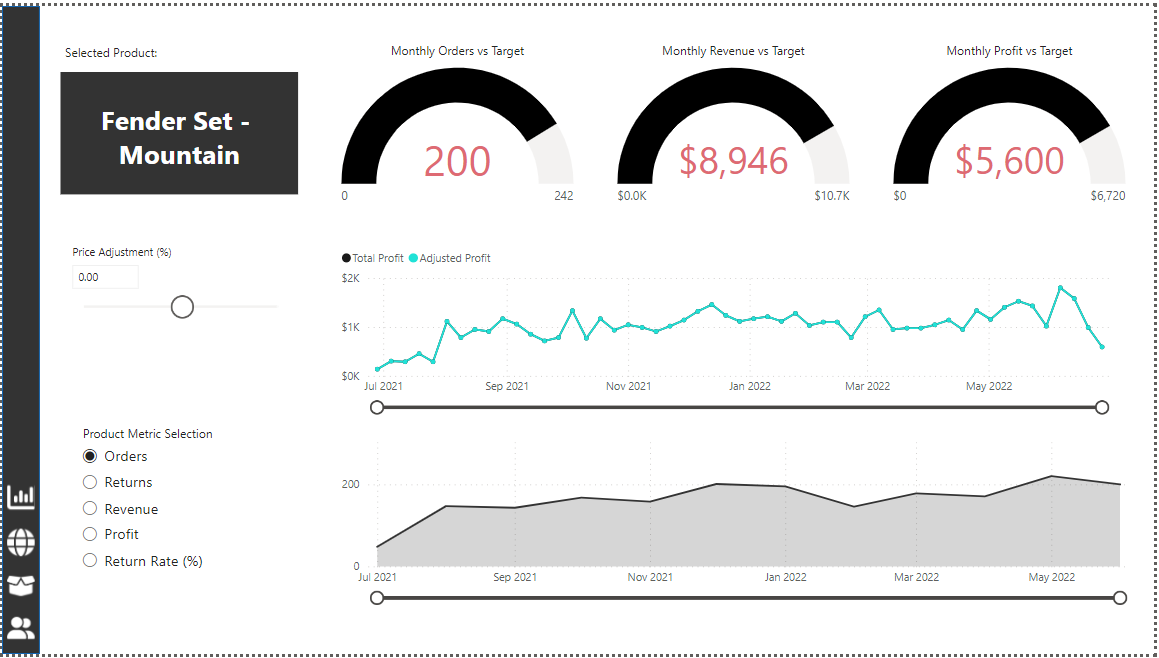 Selected Product:
Fender Set -
Mountain
Monthly Orders vs Target
200
0
242
Monthly Revenue vs Target
$8,946
$0.0K
$10.7K
Monthly Profit vs Target
$5,600
$0
$6,720
Price Adjustment (%)
0.00
Total Profit Adjusted Profit
$2K
$1K
$0K
Jul 2021 Sep 2021 Nov 2021 Jan 2022 Mar 2022 May 2022
Product Metric Selection
Orders
Returns
Revenue
Profit
Return Rate (%)
200
0
Jul 2021 Sep 2021 Nov 2021 Jan 2022 Mar 2022 May 2022